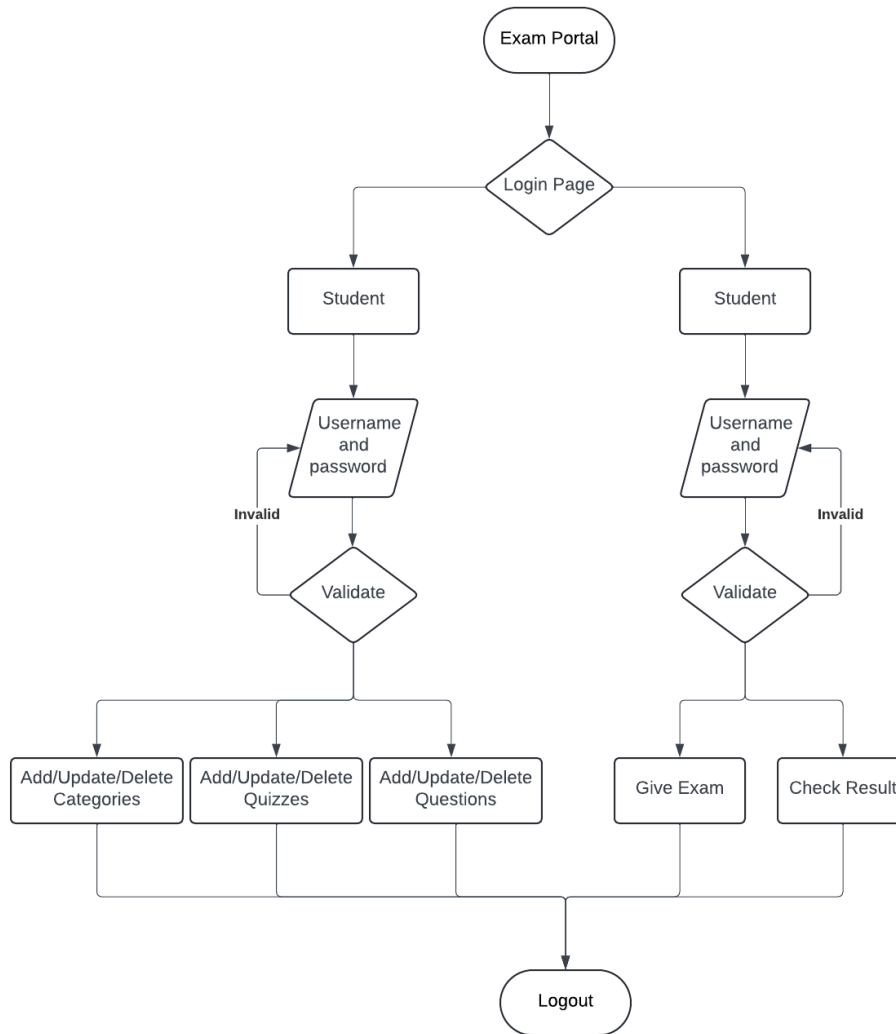 Exam Portal
Login Page
Student
Student
Username
and
password
Username
and
password
Invalid
Invalid
Validate
Validate
Add/Update/Delete
Categories
Add/Update/Delete
Quizzes
Add/Update/Delete
Questions
Give Exam
Check Result
Logout